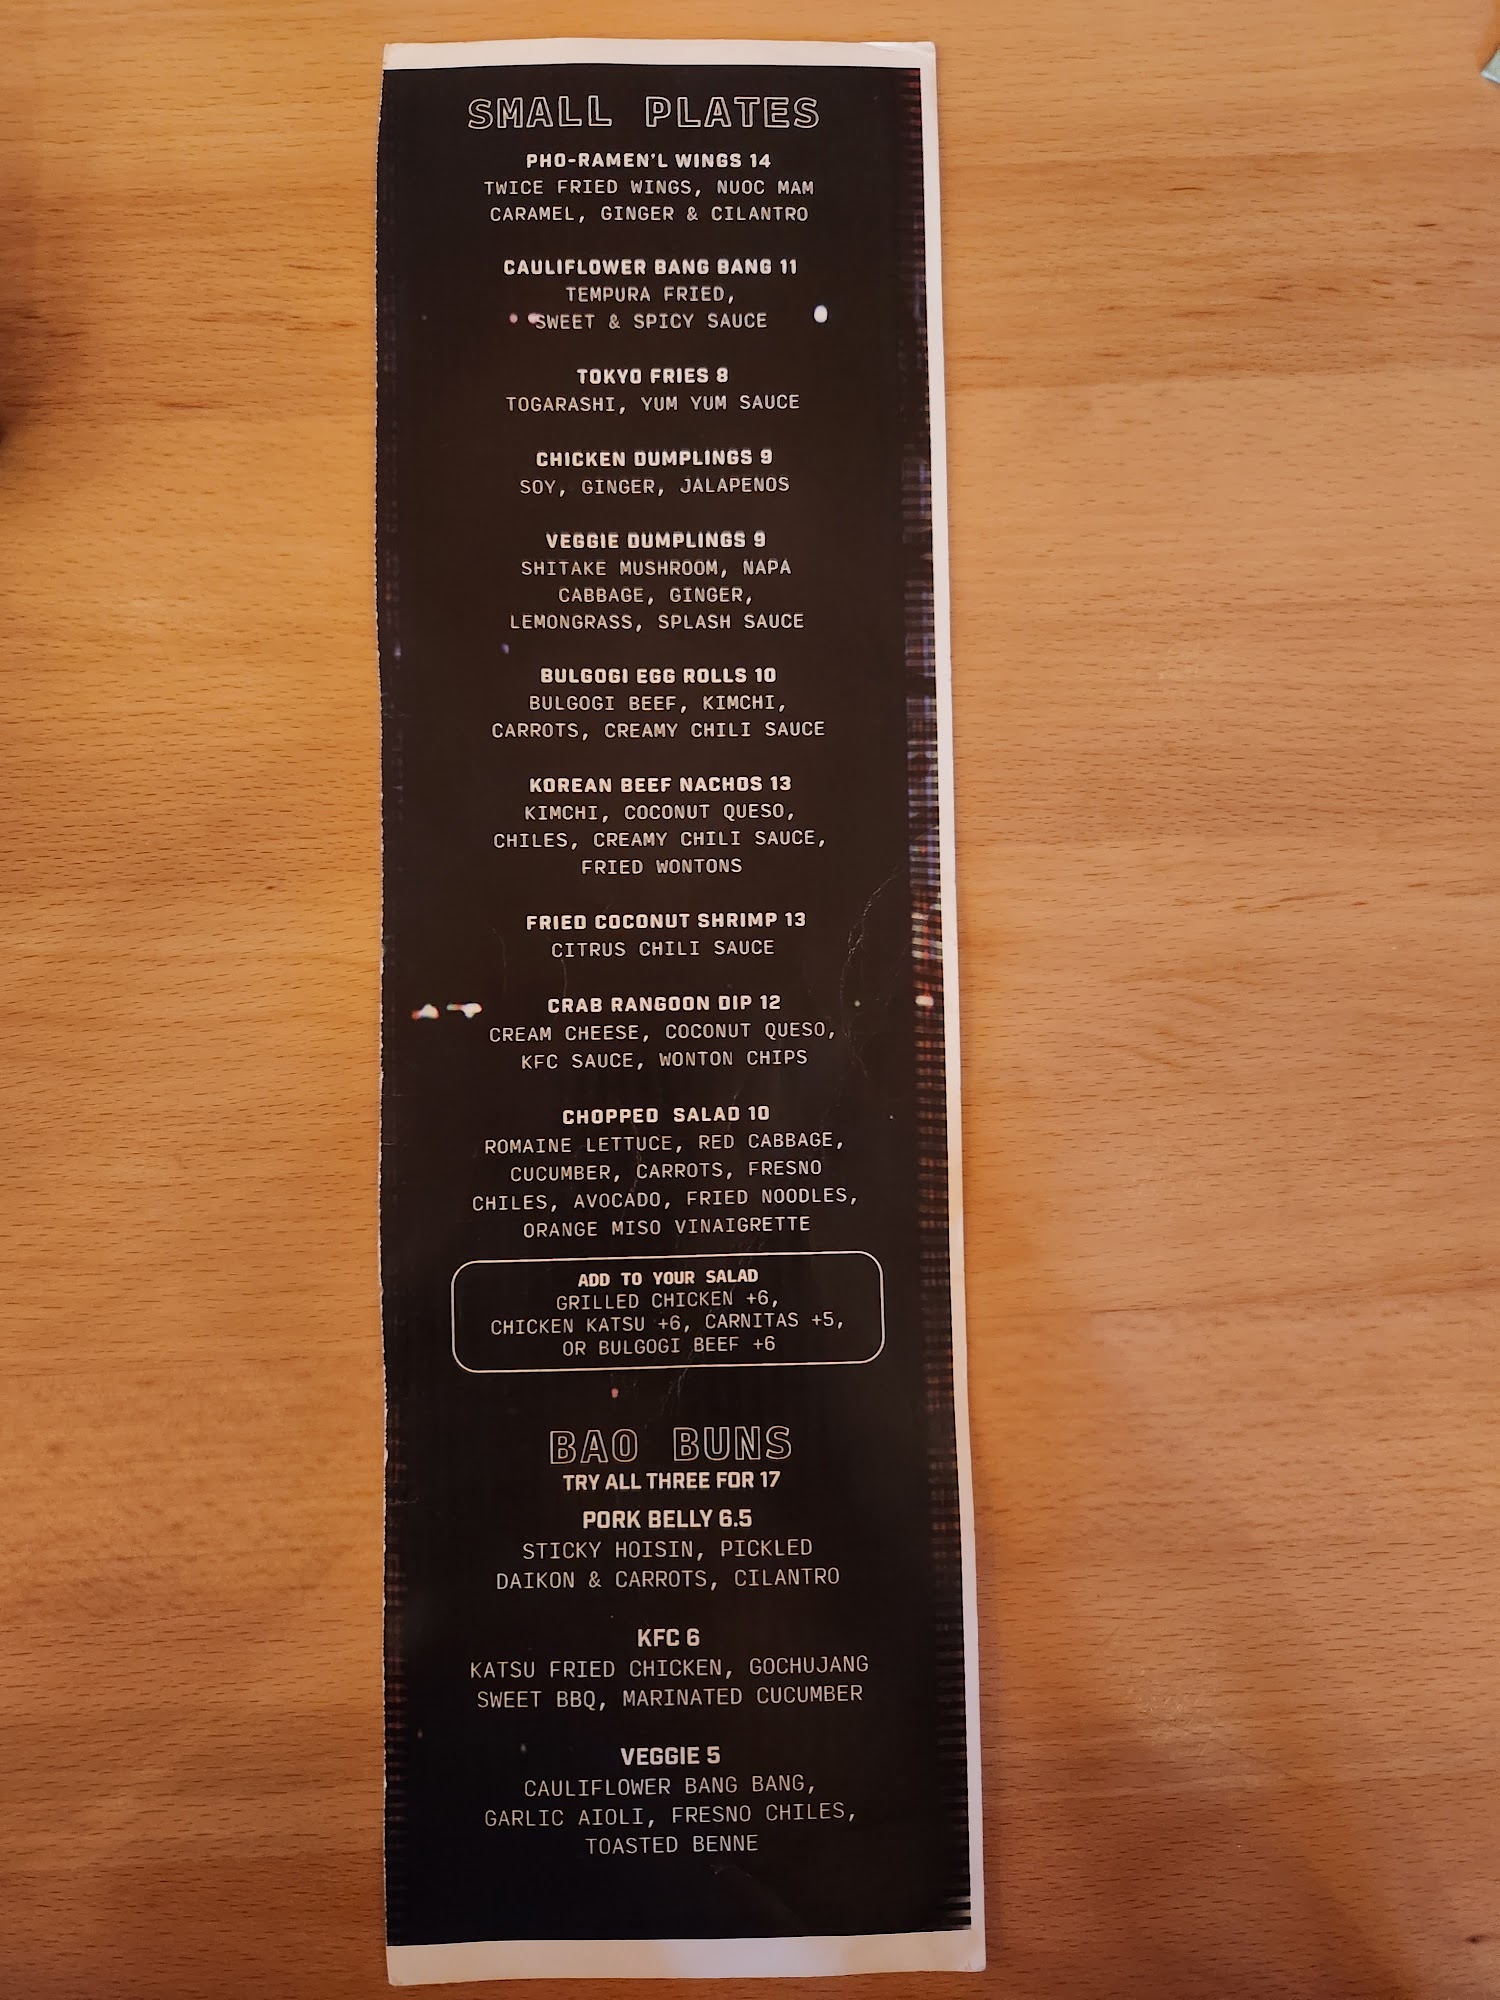 SMALL PLATES
PHO-RAMEN'L WINGS 14
TWICE FRIED WINGS, NUOC MAM
CARAMEL, GINGER & CILANTRO
CAULIFLOWER BANG BANG 11
TEMPURA FRIED,
SWEET & SPICY SAUCE
TOKYO FRIES 8
TOGARASHI, YUM YUM SAUCE
CHICKEN DUMPLINGS 9
SOY, GINGER, JALAPENOS
VEGGIE DUMPLINGS 9
SHITAKE MUSHROOM, NAPA
CABBAGE, GINGER,
LEMONGRASS, SPLASH SAUCE
BULGOGI EGG ROLLS 10
BULGOGI BEEF, KIMCHI,
CARROTS, CREAMY CHILI SAUCE
KOREAN BEEF NACHOS 13
KIMCHI, COCONUT QUESO,
CHILES, CREAMY CHILI SAUCE,
FRIED WONTONS
FRIED COCONUT SHRIMP 13
CITRUS CHILI SAUCE
CRAB RANGOON DIP 12
CREAM CHEESE, COCONUT QUESO,
KFC SAUCE, WONTON CHIPS
CHOPPED SALAD 10
ROMAINE LETTUCE, RED CABBAGE,
CUCUMBER, CARROTS, FRESNO
CHILES, AVOCADO, FRIED NOODLES,
ORANGE MISO VINAIGRETTE
ADD TO YOUR SALAD
GRILLED CHICKEN +6,
CHICKEN KATSU +6, CARNITAS +5,
OR BULGOGI BEEF +6
BAO BUNS
TRY ALL THREE FOR 17
PORK BELLY 6.5
STICKY HOISIN, PICKLED
DAIKON & CARROTS, CILANTRO
KFC 6
KATSU FRIED CHICKEN, GOCHUJANG
SWEET BBQ, MARINATED CUCUMBER
VEGGIE 5
CAULIFLOWER BANG BANG,
GARLIC AIOLI, FRESNO CHILES,
TOASTED BENNE